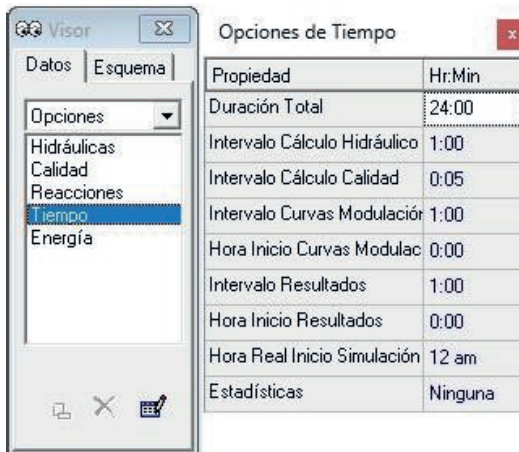 Visor
Datos Esquema
Opciones
Hidráulicas
Calidad
Reacciones
Tiempo
Energía
Opciones de Tiempo
Propiedad Hr:Min
Duración Total 24:00
Intervalo Cálculo Hidráulico 1:00
Intervalo Cálculo Calidad 0:05
Intervalo Curvas Modulación 1:00
Hora Inicio Curvas Modulac 0:00
Intervalo Resultados 1:00
Hora Inicio Resultados 0:00
Hora Real Inicio Simulación 12 am
Estadísticas Ninguna